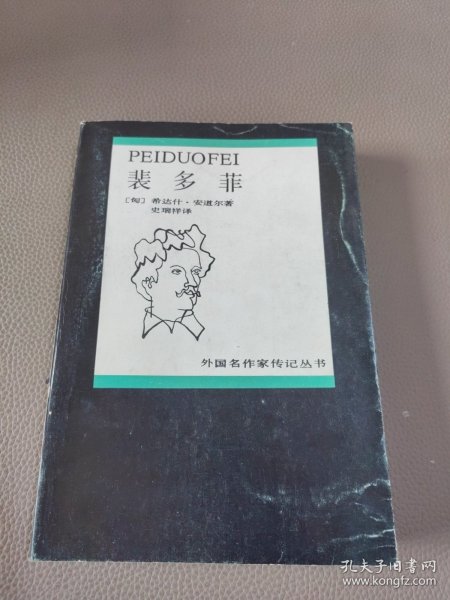 PEIDUOFEI
裴多菲
[匈] 希达什·安道尔著
史瑞祥译
外国名作家传记丛书
孔夫子旧书网
www.kongfz.com